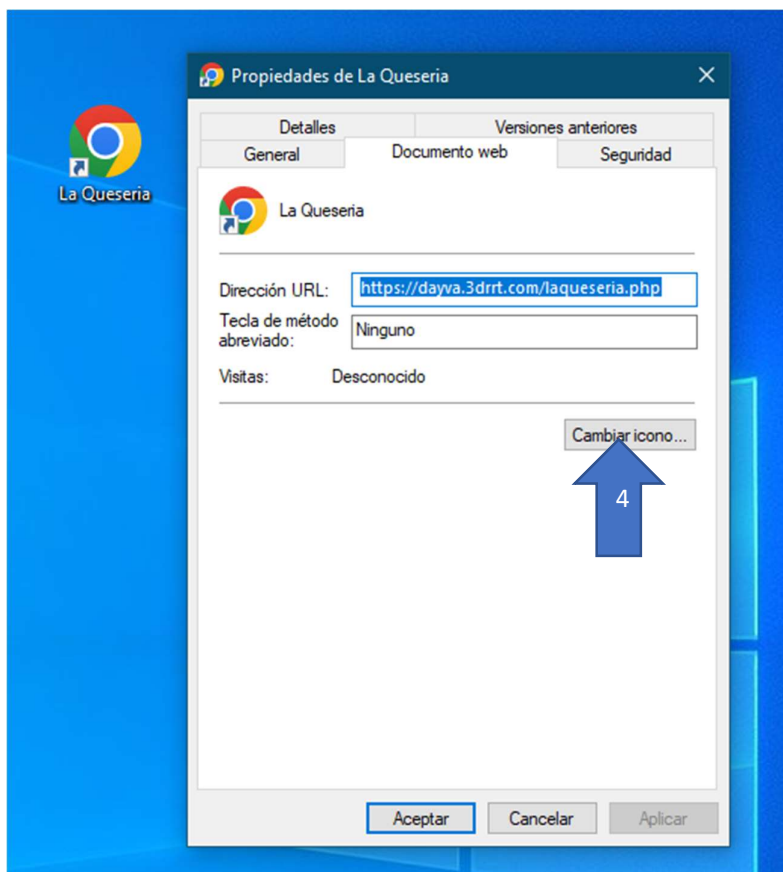 Propiedades de La Queseria
La Queseria
Detalles
Versiones anteriores
General
Documento web
Seguridad
La Queseria
Dirección URL:
https://dayva.3drrt.com/laqueseria.php
Tecla de método
abreviado:
Ninguno
Visitas:
Desconocido
Cambiar icono...
4
Aceptar
Cancelar
Aplicar